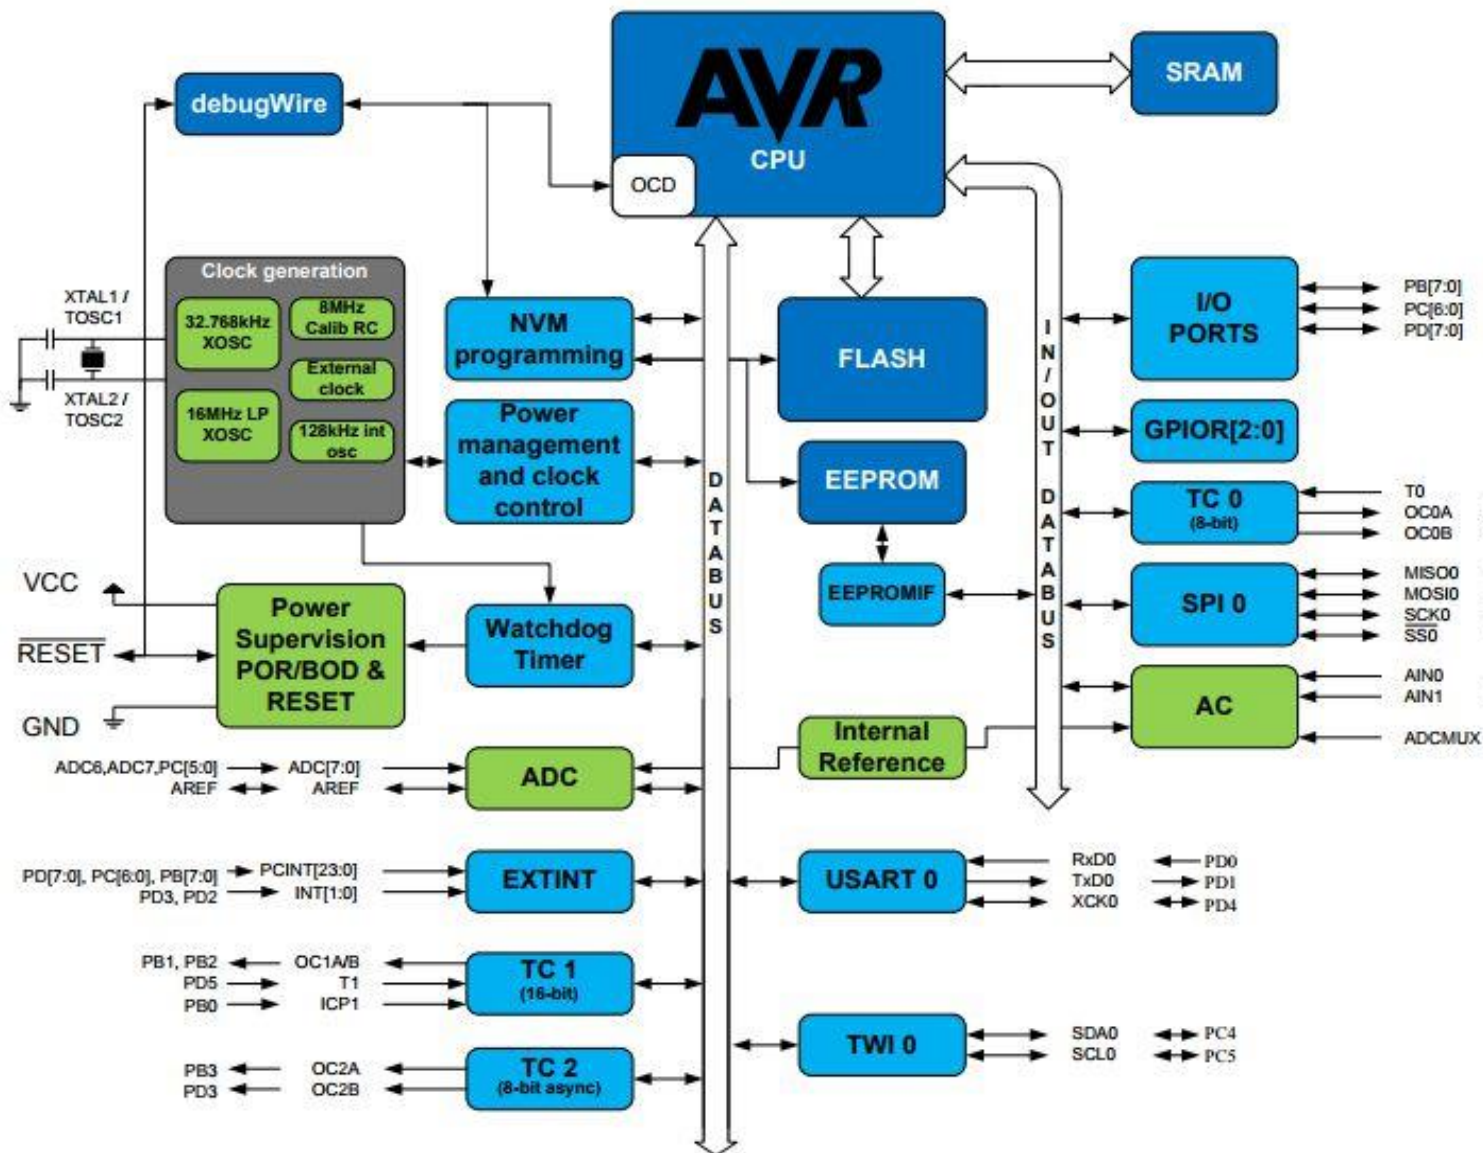 AVR
CPU
OCD
SRAM
debugWire
Clock generation
XTAL1 /
TOSC1
32.768kHz
XOSC
8MHz
Calib RC
External
clock
XTAL2 /
TOSC2
16MHz LP
XOSC
128kHz int
osc
NVM
programming
Power
management
and clock
control
FLASH
EEPROM
EEPROMIF
DATABUS
IN/OUT DATABUS
I/O
PORTS
PB[7:0]
PC[6:0]
PD[7:0]
GPIOR[2:0]
TC 0
(8-bit)
T0
OC0A
OC0B
SPI 0
MISO0
MOSI0
SCK0
SS0
AC
AIN0
AIN1
ADCMUX
VCC
RESET
GND
Power
Supervision
POR/BOD &
RESET
Watchdog
Timer
Internal
Reference
ADC6,ADC7,PC[5:0] ADC[7:0]
AREF AREF
ADC
PD[7:0], PC[6:0], PB[7:0] PCINT[23:0]
PD3, PD2 INT[1:0]
EXTINT
USART 0
RxD0 PD0
TxD0 PD1
XCK0 PD4
PB1, PB2 OC1A/B
PD5 T1
PB0 ICP1
TC 1
(16-bit)
TWI 0
SDA0 PC4
SCL0 PC5
PB3 OC2A
PD3 OC2B
TC 2
(8-bit async)